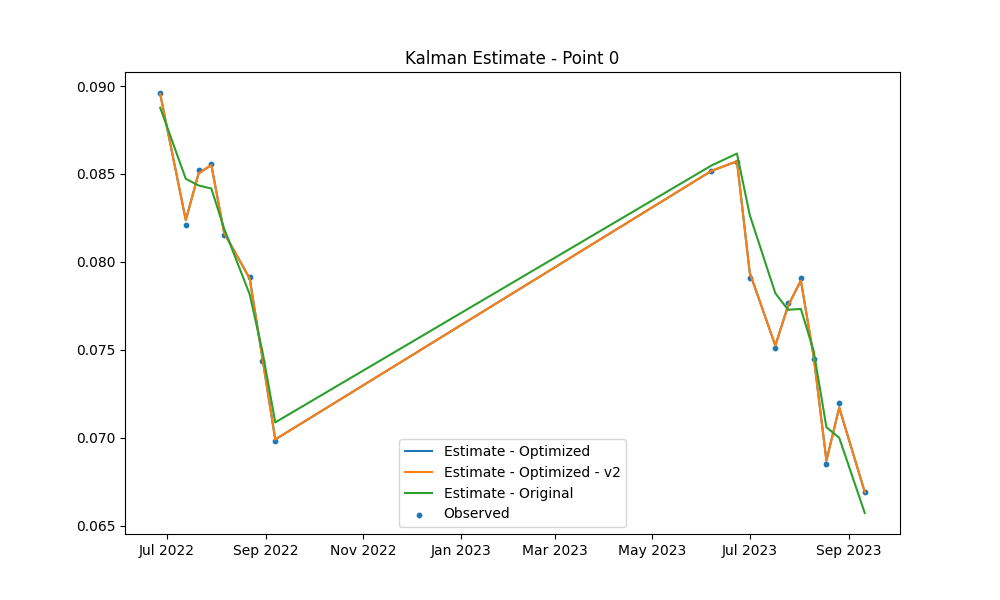 Kalman Estimate - Point 0
0.090
0.085
0.080
0.075
0.070
0.065
Estimate - Optimized
Estimate - Optimized - v2
Estimate - Original
Observed
Jul 2022 Sep 2022 Nov 2022 Jan 2023 Mar 2023 May 2023 Jul 2023 Sep 2023